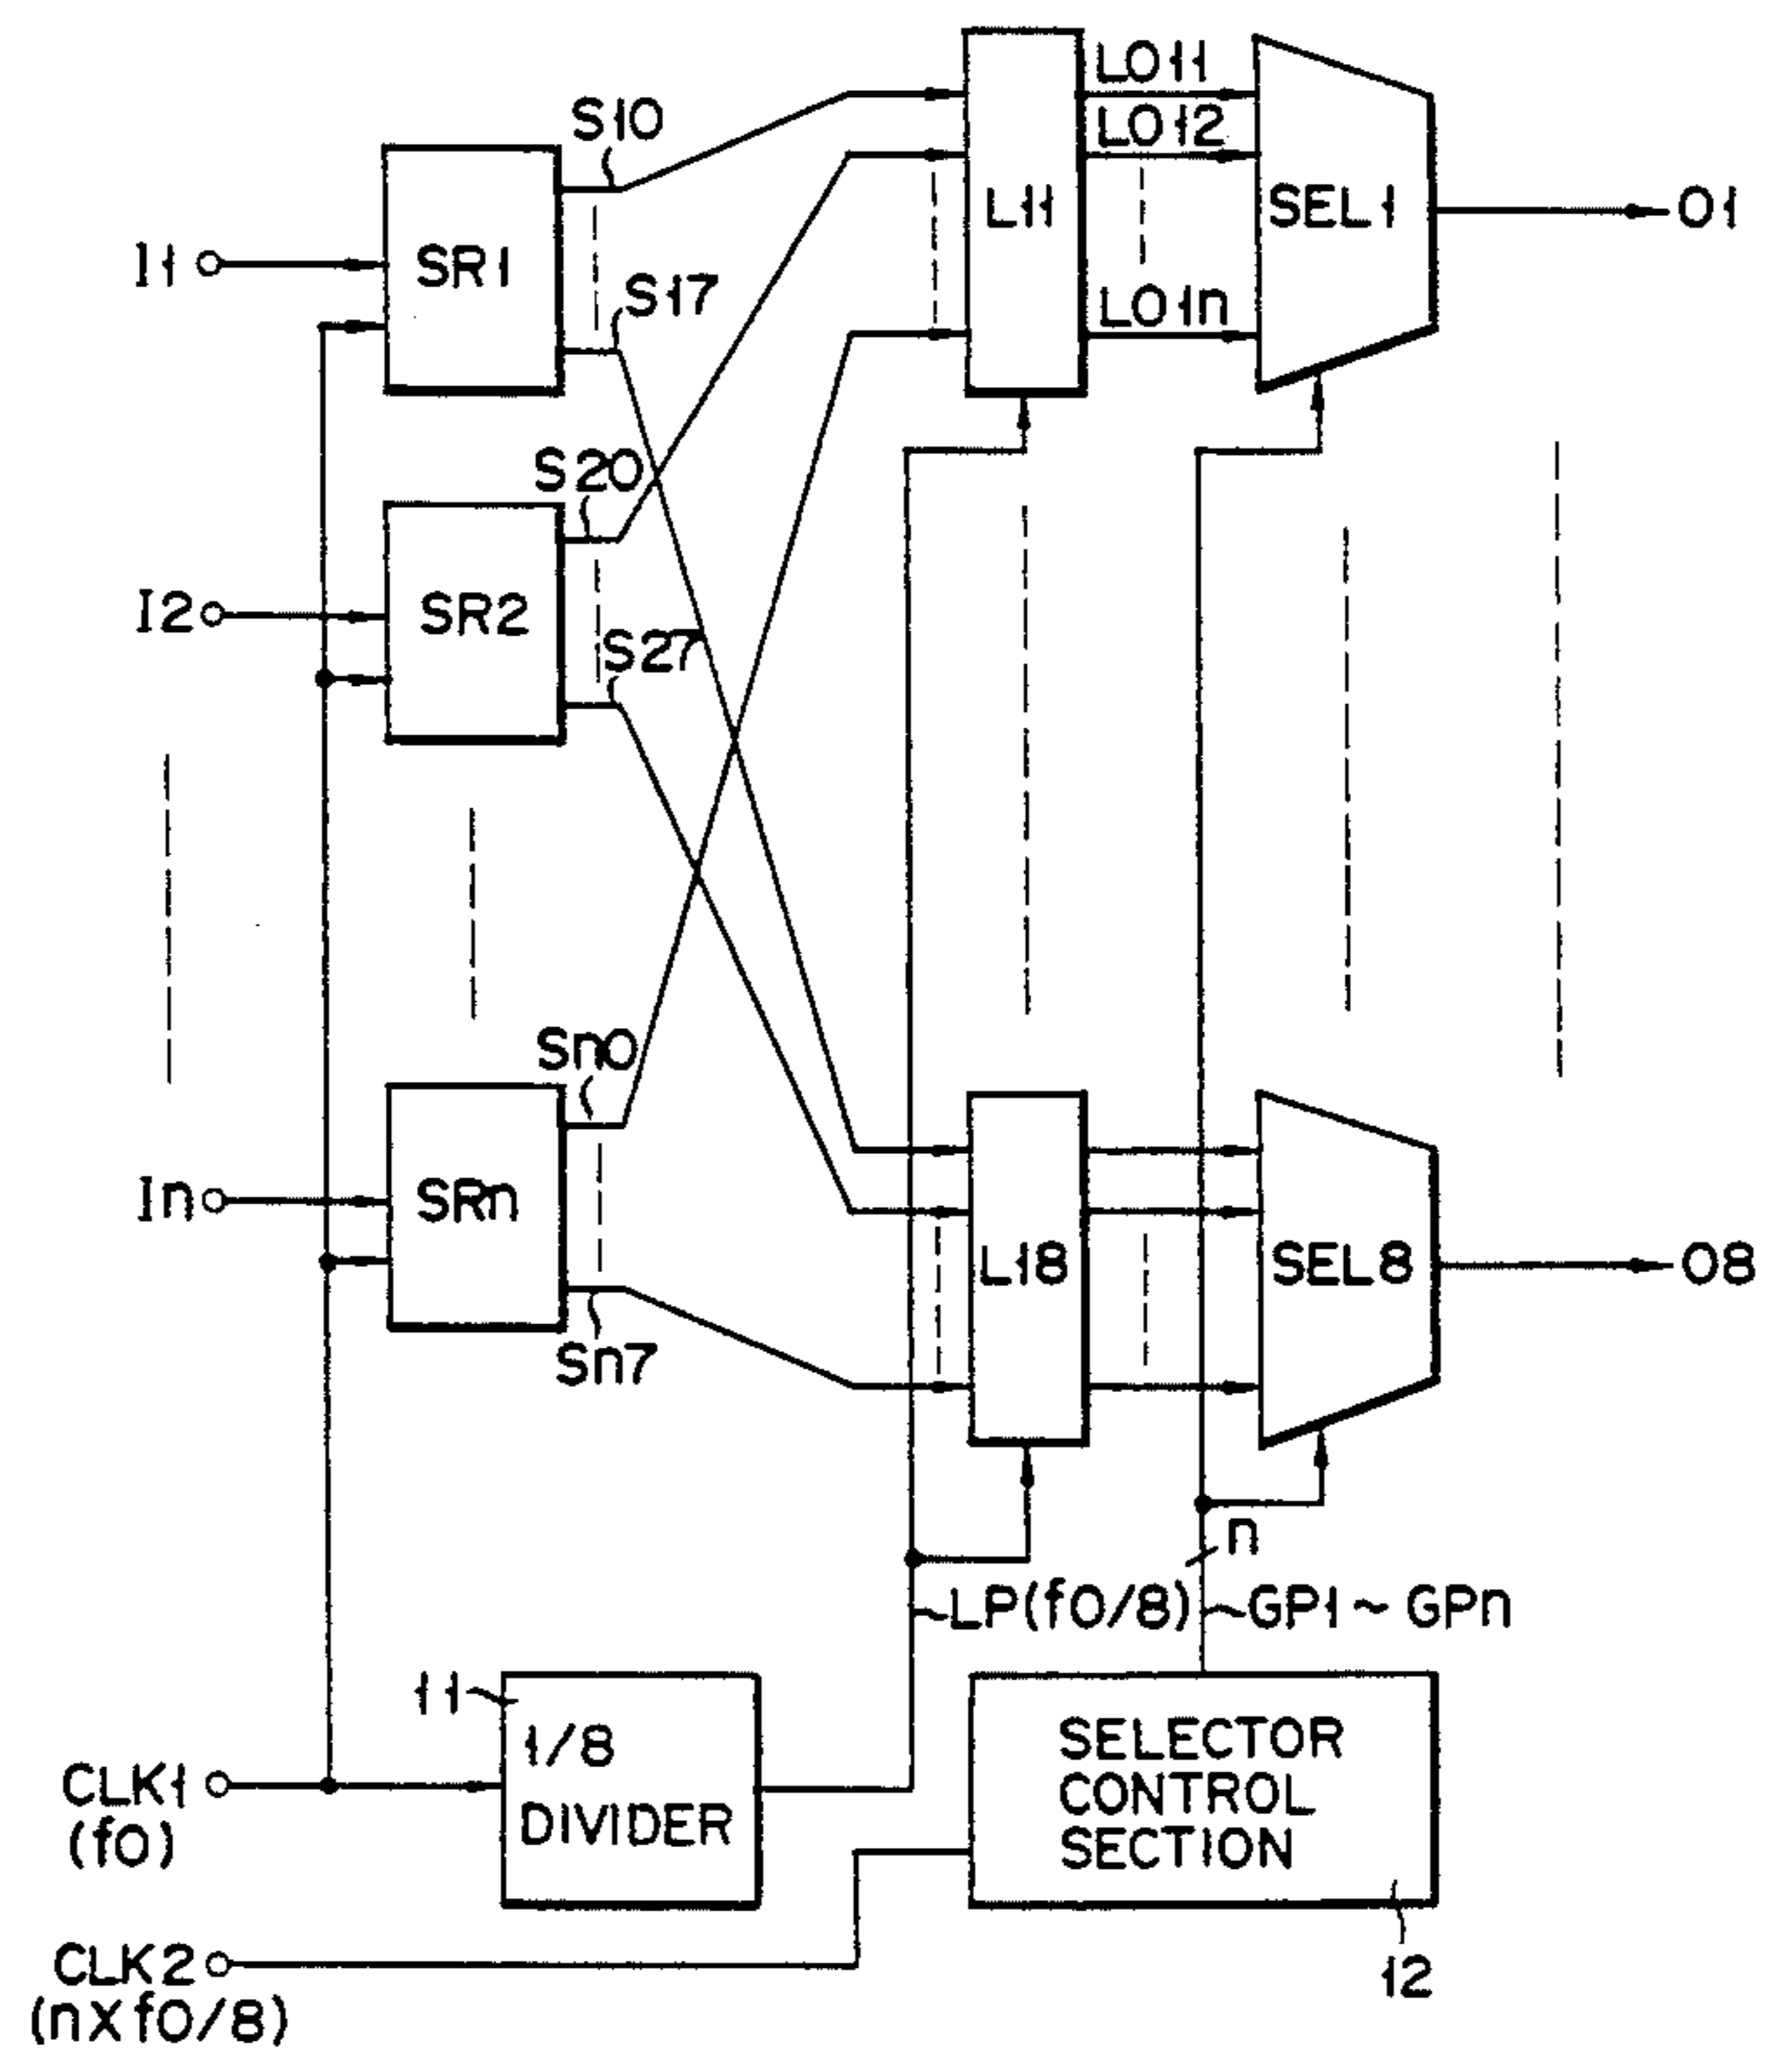 LO11
S10
LO12
L11
SEL1
O1
I1
SR1
S17
LO1n
S20
I2
SR2
S27
Sn0
In
SRn
L18
SEL8
O8
Sn7
n
LP(f0/8)
GP1~GPn
11
1/8
DIVIDER
SELECTOR
CONTROL
SECTION
CLK1
(f0)
CLK2
(n×f0/8)
12